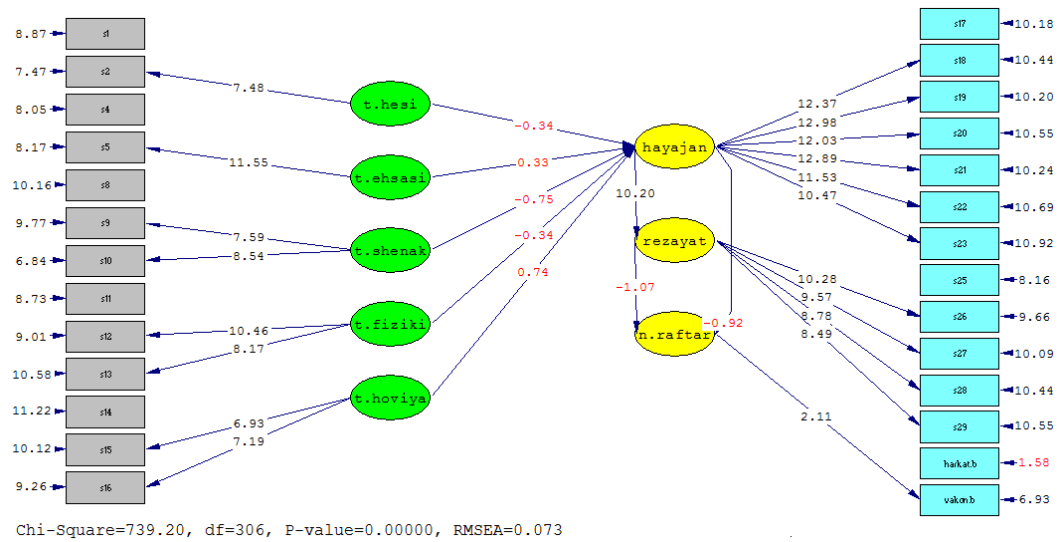 8.87 s1
7.47 s2
8.05 s4
8.17 s5
10.16 s8
9.77 s9
6.84 s10
8.73 s11
9.01 s12
10.58 s13
11.22 s14
10.12 s15
9.26 s16
7.48
11.55
7.59
8.54
10.46
8.17
6.93
7.19
t.hesi
t.ehsasi
t.shenak
t.fiziki
t.hoviya
-0.34
0.33
-0.75
-0.34
0.74
hayajan
10.20
rezayat
-1.07
n.raftar
-0.92
12.37
12.98
12.03
12.89
11.53
10.47
10.28
9.57
8.78
8.49
2.11
s17 10.18
s18 10.44
s19 10.20
s20 10.55
s21 10.24
s22 10.69
s23 10.92
s25 8.16
s26 9.66
s27 10.09
s28 10.44
s29 10.55
harkat.b -1.58
vakon.b 6.93
Chi-Square=739.20, df=306, P-value=0.00000, RMSEA=0.073